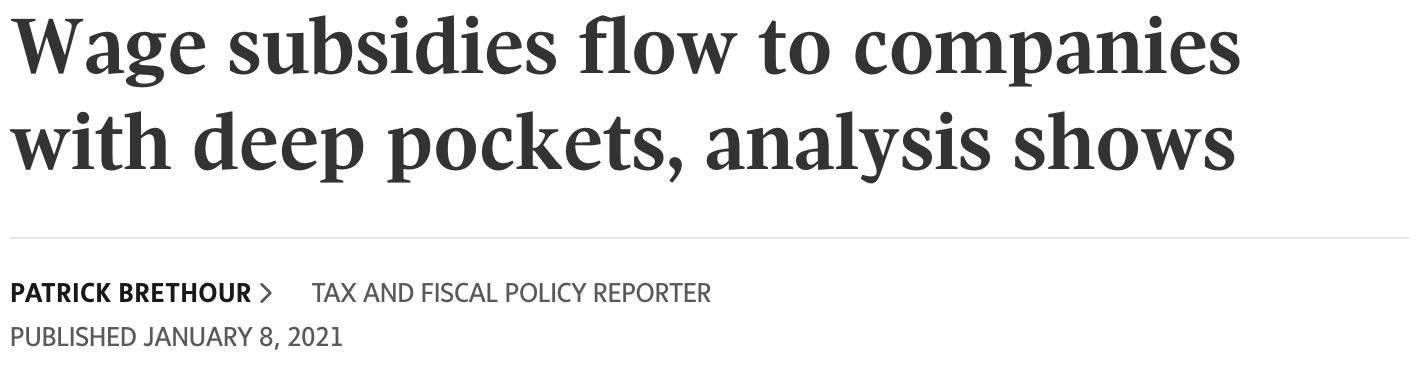 Wage subsidies flow to companies
with deep pockets, analysis shows
PATRICK BRETHOUR > TAX AND FISCAL POLICY REPORTER
PUBLISHED JANUARY 8, 2021